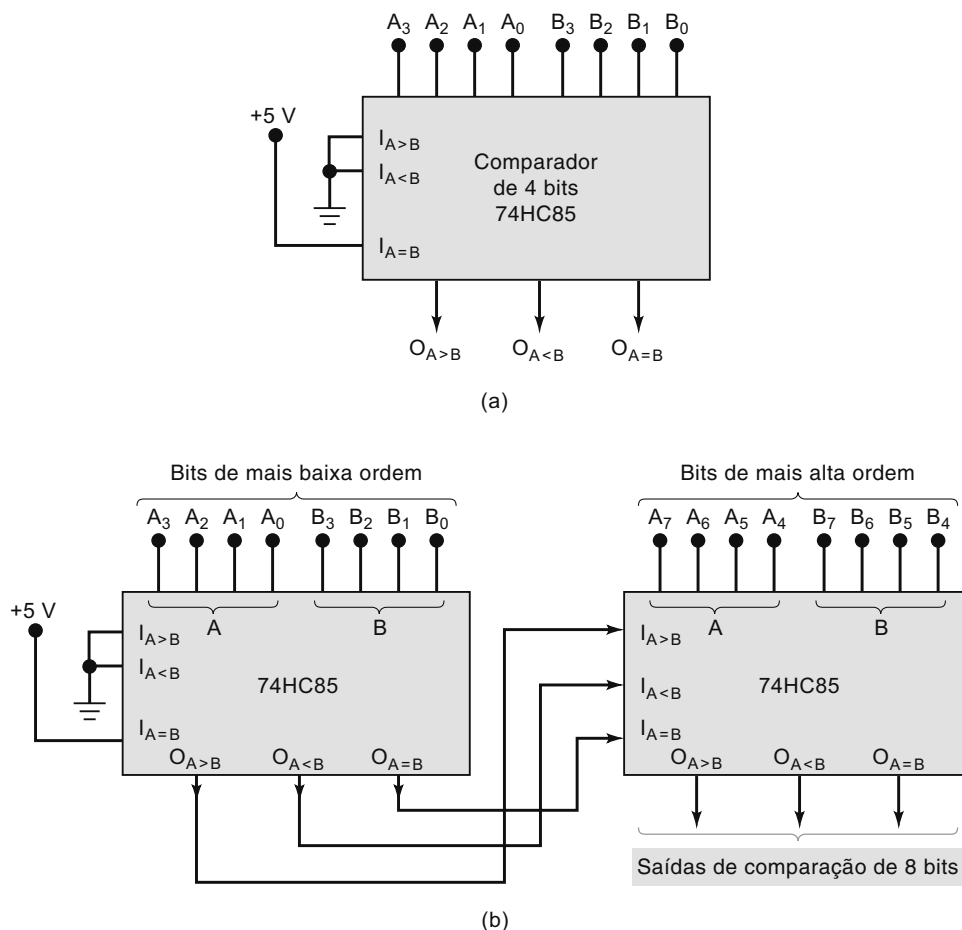 A3 A2 A1 A0 B3 B2 B1 B0
+5 V
IA>B
IA<B
IA=B
Comparador
de 4 bits
74HC85
OA>B OA<B OA=B
(a)
Bits de mais baixa ordem
Bits de mais alta ordem
A3 A2 A1 A0 B3 B2 B1 B0
A7 A6 A5 A4 B7 B6 B5 B4
+5 V
A B
IA>B
IA<B
IA=B
74HC85
OA>B OA<B OA=B
A B
IA>B
IA<B
IA=B
74HC85
OA>B OA<B OA=B
Saídas de comparação de 8 bits
(b)